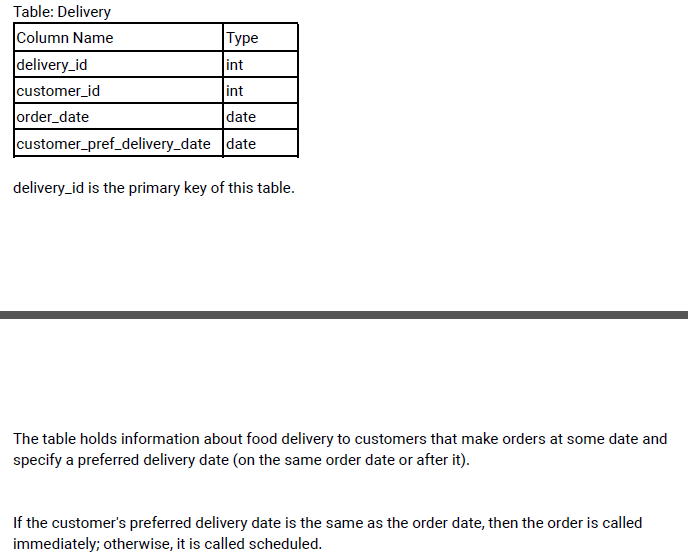 Table: Delivery
Column Name Type
delivery_id int
customer_id int
order_date date
customer_pref_delivery_date date
delivery_id is the primary key of this table.
The table holds information about food delivery to customers that make orders at some date and
specify a preferred delivery date (on the same order date or after it).
If the customer's preferred delivery date is the same as the order date, then the order is called
immediately; otherwise, it is called scheduled.